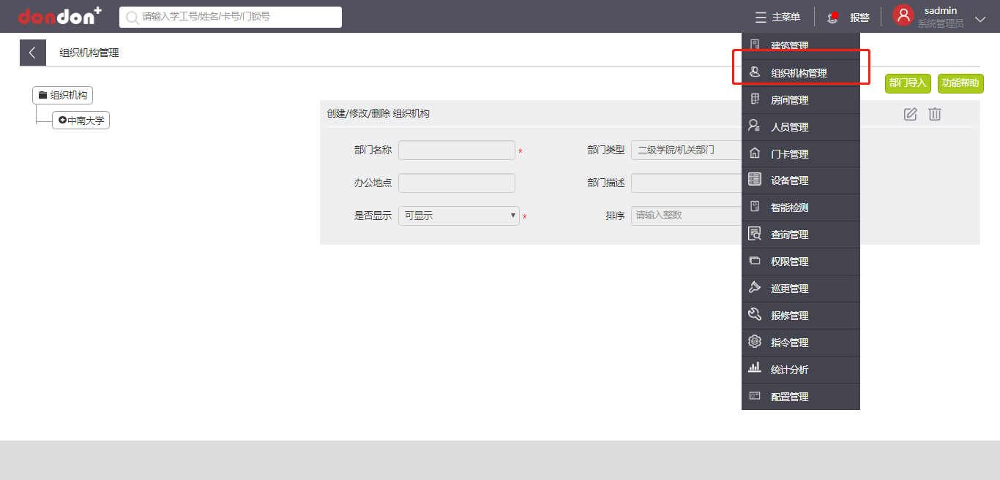 dondon+
请输入学工号/姓名/卡号/门锁号
主菜单
报警
sadmin
系统管理员
组织机构管理
建筑管理
组织机构管理
房间管理
人员管理
门卡管理
设备管理
智能检测
查询管理
权限管理
巡更管理
报修管理
指令管理
统计分析
配置管理
部门导入
功能帮助
组织机构
中南大学
创建/修改/删除 组织机构
部门名称 *
部门类型 二级学院/机关部门
办公地点
部门描述
是否显示 可显示 *
排序 请输入整数